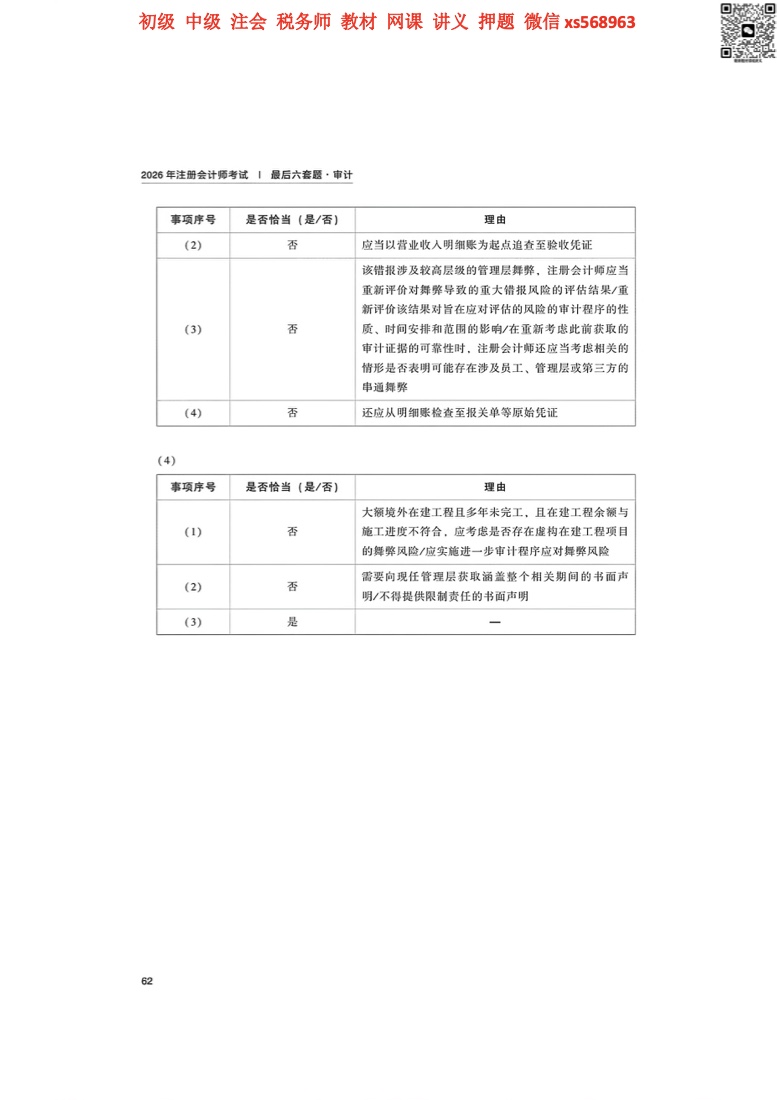 初级 中级 注会 税务师 教材 网课 讲义 押题 微信 xs568963
2026 年注册会计师考试 | 最后六套题·审计
事项序号 是否恰当（是/否） 理由
（2） 否 应当以营业收入明细账为起点追查至验收凭证
该错报涉及较高层级的管理层舞弊，注册会计师应当
重新评价对舞弊导致的重大错报风险的评估结果/重
新评价该结果对旨在应对评估的风险的审计程序的性
（3） 否 质、时间安排和范围的影响/在重新考虑此前获取的
审计证据的可靠性时，注册会计师还应当考虑相关的
情形是否表明可能存在涉及员工、管理层或第三方的
串通舞弊
（4） 否 还应从明细账检查至报关单等原始凭证
（4）
事项序号 是否恰当（是/否） 理由
大额境外在建工程且多年未完工，且在建工程余额与
（1） 否 施工进度不符合，应考虑是否存在虚构在建工程项目
的舞弊风险/应实施进一步审计程序应对舞弊风险
（2） 否 需要向现任管理层获取涵盖整个相关期间的书面声
明/不得提供限制责任的书面声明
（3） 是 —
62